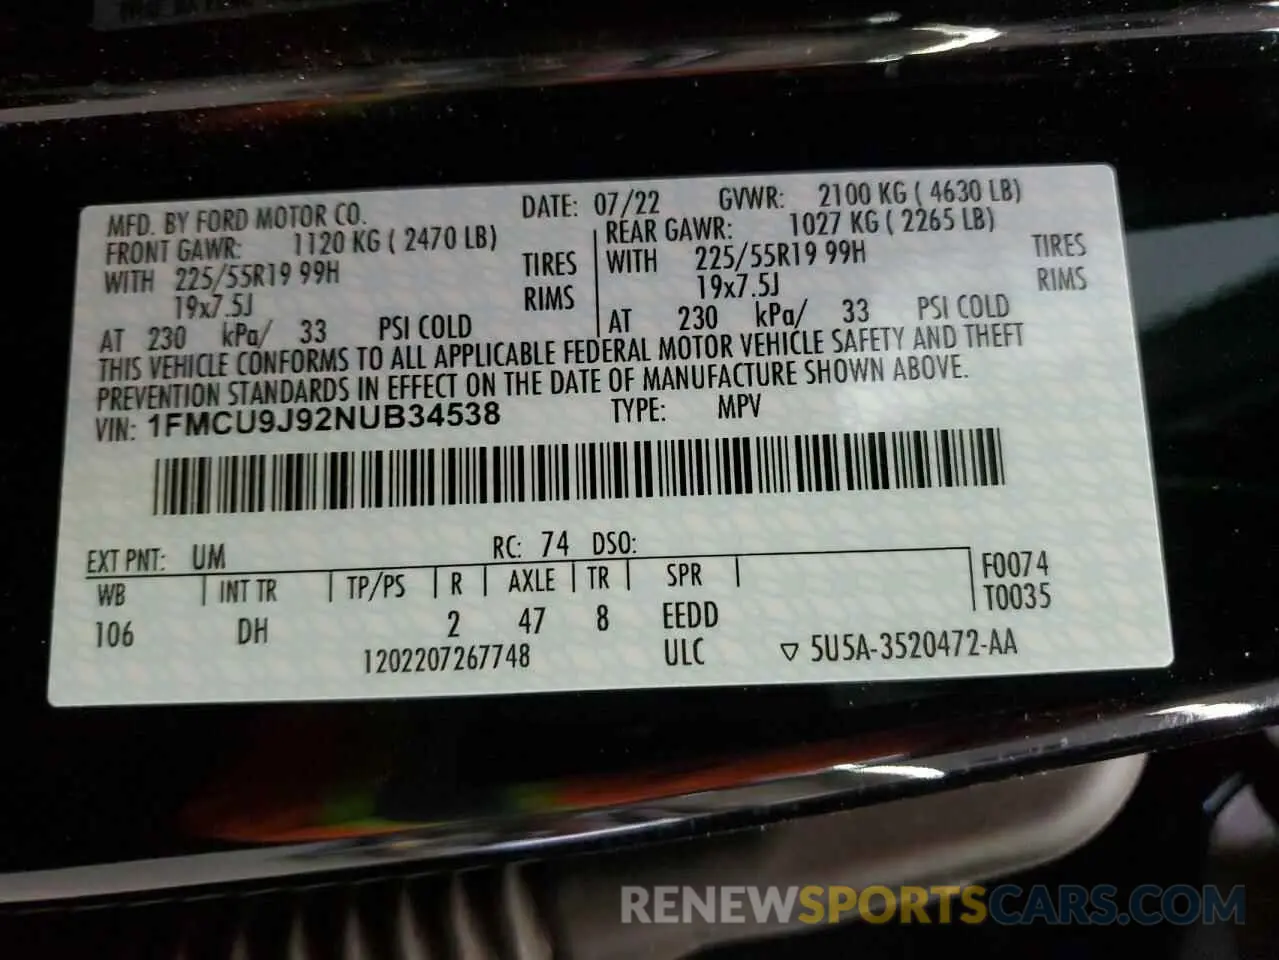 MFD. BY FORD MOTOR CO. DATE: 07/22 GVWR: 2100 KG ( 4630 LB)
FRONT GAWR: 1120 KG ( 2470 LB) REAR GAWR: 1027 KG ( 2265 LB)
WITH 225/55R19 99H TIRES WITH 225/55R19 99H TIRES
19x7.5J RIMS 19x7.5J RIMS
AT 230 kPa/ 33 PSI COLD AT 230 kPa/ 33 PSI COLD
THIS VEHICLE CONFORMS TO ALL APPLICABLE FEDERAL MOTOR VEHICLE SAFETY AND THEFT
PREVENTION STANDARDS IN EFFECT ON THE DATE OF MANUFACTURE SHOWN ABOVE.
VIN: 1FMCU9J92NUB34538 TYPE: MPV
EXT PNT: UM RC: 74 DSO:
WB INT TR TP/PS R AXLE TR SPR F0074
T0035
106 DH 2 47 8 EEDD
1202207267748 ULC ▽ 5U5A-3520472-AA
RENEWSPORTSCARS.COM